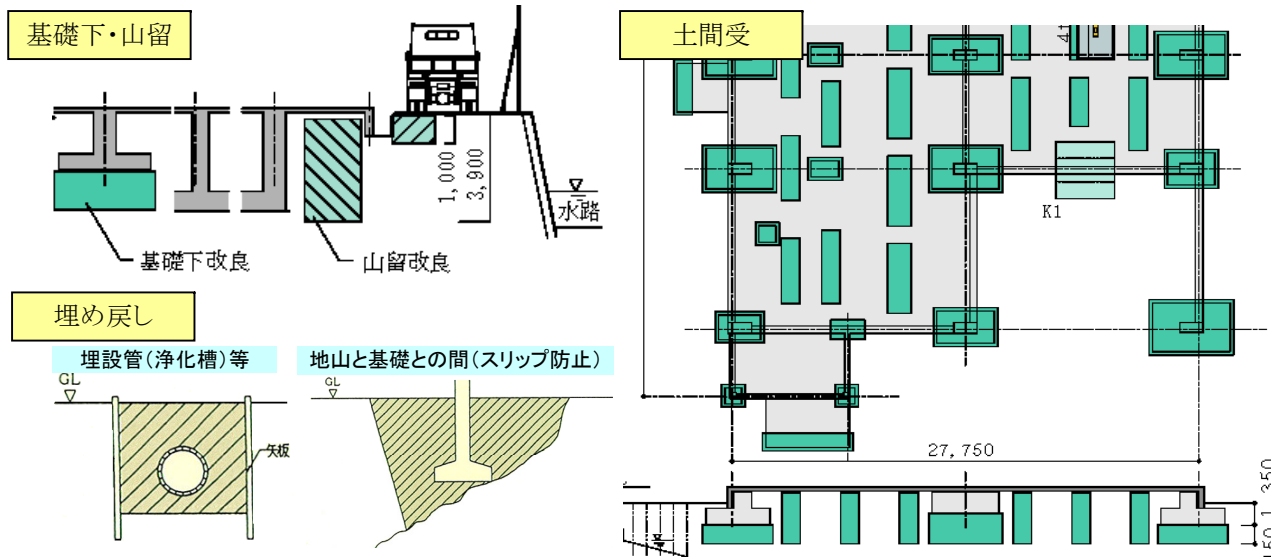 基礎下・山留
1,000
3,900
水路
基礎下改良
山留改良
埋め戻し
埋設管(浄化槽)等
GL
矢板
地山と基礎との間(スリップ防止)
GL
土間受
K1
27,750
350